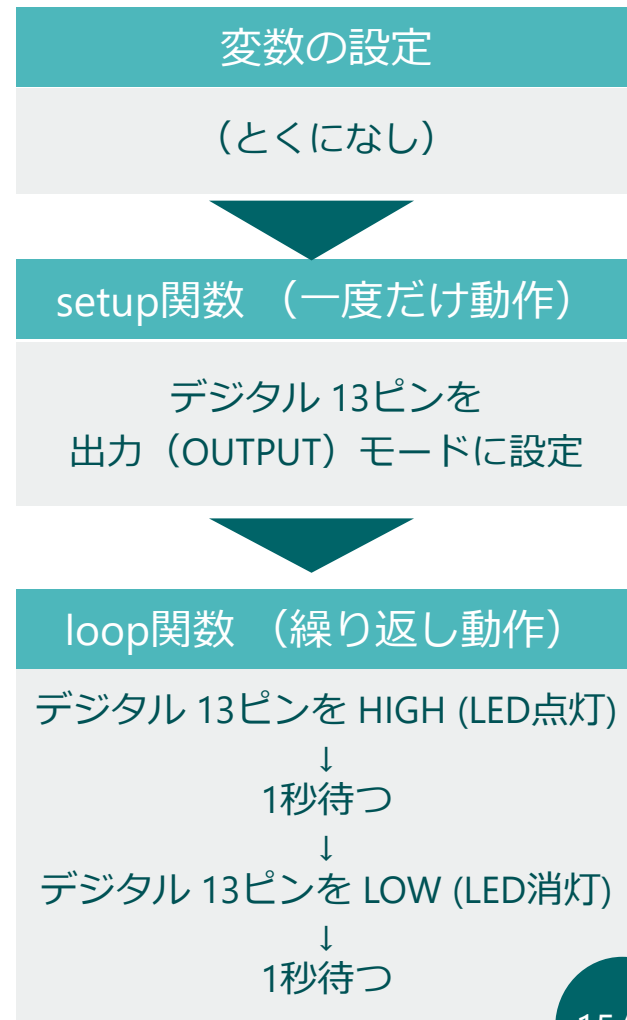 変数の設定
（とくになし）
setup関数 （一度だけ動作）
デジタル 13ピンを
出力（OUTPUT）モードに設定
loop関数 （繰り返し動作）
デジタル 13ピンを HIGH (LED点灯)
↓
1秒待つ
↓
デジタル 13ピンを LOW (LED消灯)
↓
1秒待つ